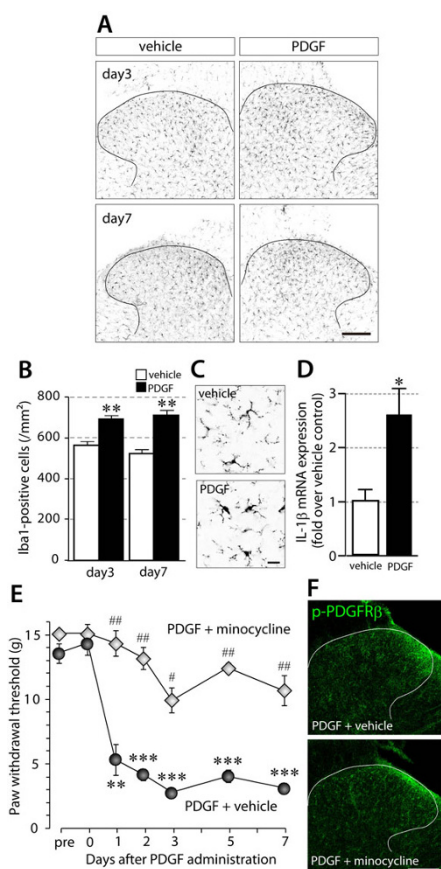 A
vehicle
PDGF
day3
day7
B
vehicle
PDGF
Iba1-positive cells (/mm²)
800
600
400
200
0
**
**
day3
day7
C
vehicle
PDGF
D
IL-1β mRNA expression
(fold over vehicle control)
3
2
1
0
*
vehicle
PDGF
E
Paw withdrawal threshold (g)
15
10
5
0
##
##
#
##
##
PDGF + minocycline
**
***
***
***
***
PDGF + vehicle
pre
0
1
2
3
5
7
Days after PDGF administration
F
p-PDGFRβ
PDGF + vehicle
PDGF + minocycline